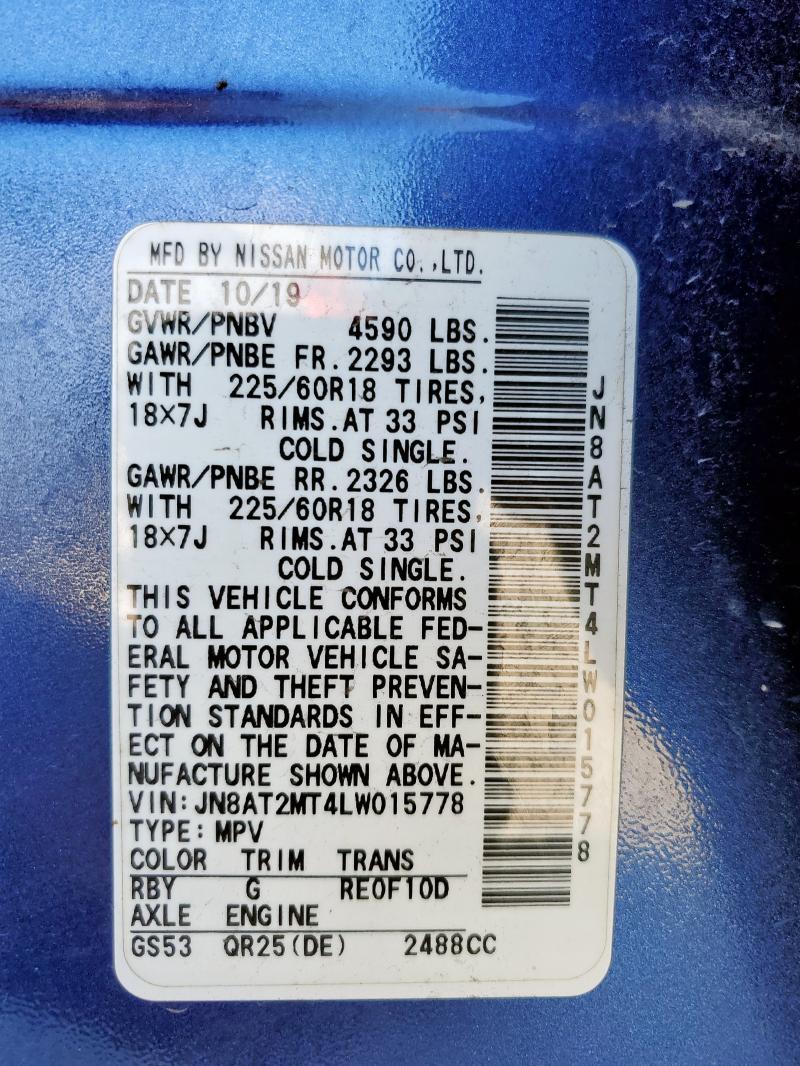 MFD BY NISSAN MOTOR CO.,LTD.
DATE 10/19
GVWR/PNBV 4590 LBS.
GAWR/PNBE FR.2293 LBS.
WITH 225/60R18 TIRES,
18×7J RIMS.AT 33 PSI
COLD SINGLE.
GAWR/PNBE RR.2326 LBS.
WITH 225/60R18 TIRES,
18×7J RIMS.AT 33 PSI
COLD SINGLE.
THIS VEHICLE CONFORMS
TO ALL APPLICABLE FED-
ERAL MOTOR VEHICLE SA-
FETY AND THEFT PREVEN-
TION STANDARDS IN EFF-
ECT ON THE DATE OF MA-
NUFACTURE SHOWN ABOVE.
VIN:JN8AT2MT4LW015778
TYPE:MPV
COLOR TRIM TRANS
RBY G RE0F10D
AXLE ENGINE
GS53 QR25(DE) 2488CC
JN8AT2MT4LW015778